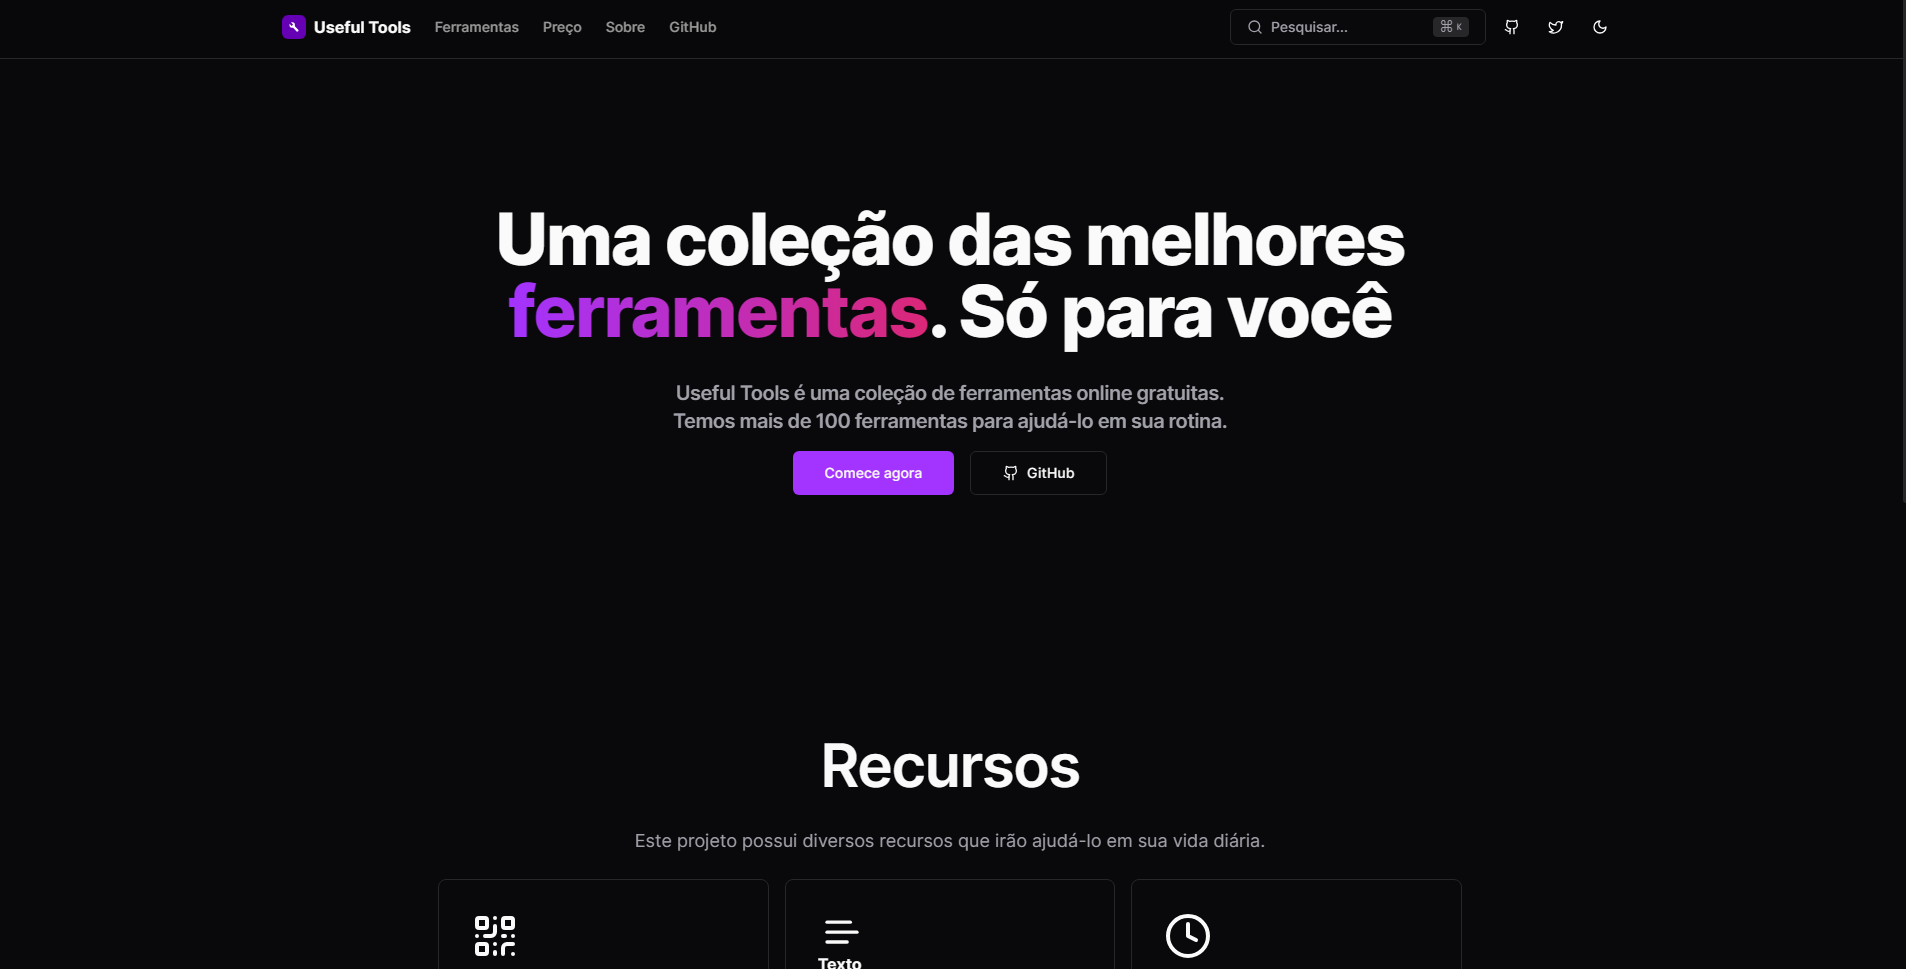 Useful Tools
Ferramentas
Preço
Sobre
GitHub
Pesquisar...
⌘ K
Uma coleção das melhores
ferramentas. Só para você
Useful Tools é uma coleção de ferramentas online gratuitas.
Temos mais de 100 ferramentas para ajudá-lo em sua rotina.
Comece agora
GitHub
Recursos
Este projeto possui diversos recursos que irão ajudá-lo em sua vida diária.
Texto